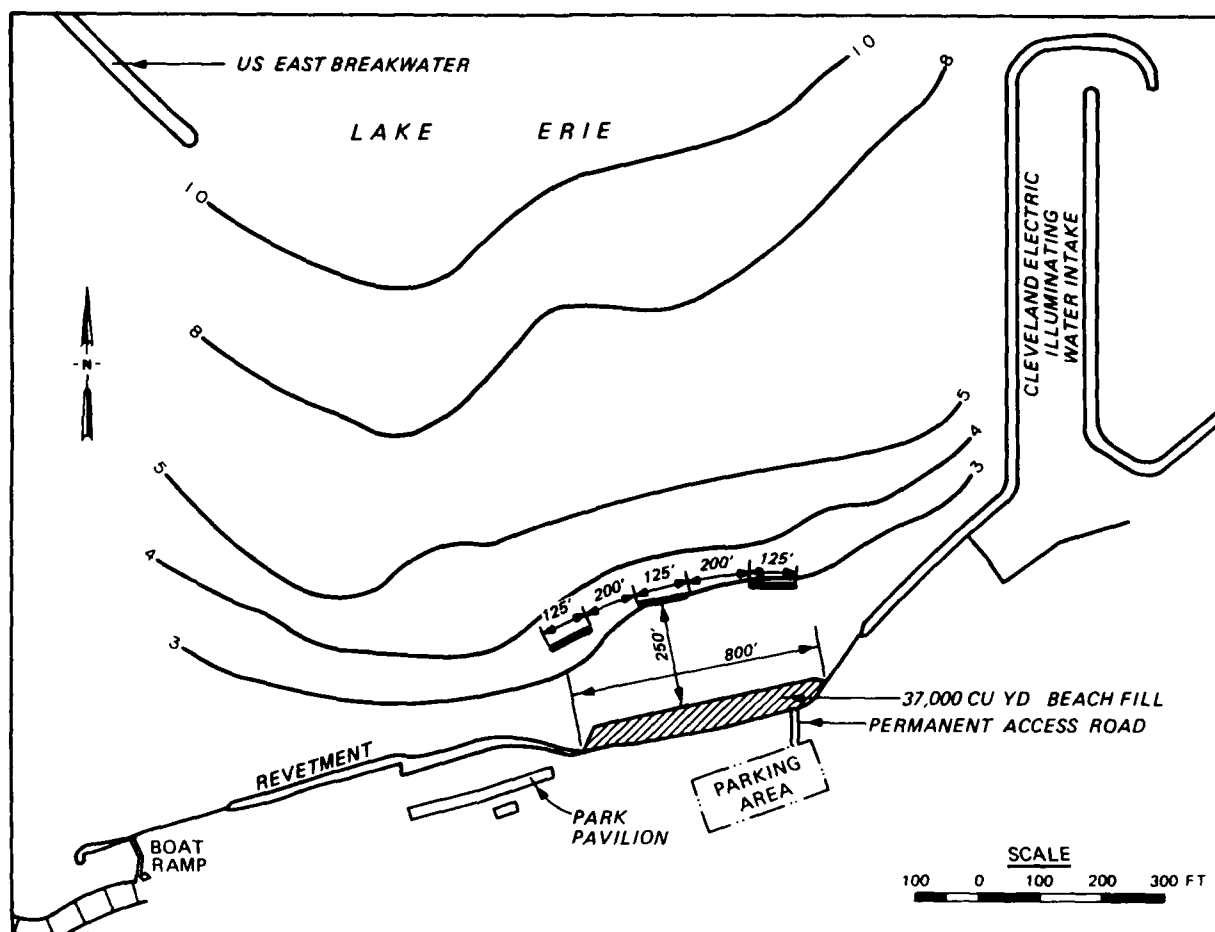 US EAST BREAKWATER
LAKE ERIE
10
8
10
8
5
4
3
5
4
3
N
CLEVELAND ELECTRIC
ILLUMINATING
WATER INTAKE
125'
200'
125'
200'
125'
250'
800'
37,000 CU YD BEACH FILL
PERMANENT ACCESS ROAD
REVETMENT
PARKING
AREA
PARK
PAVILION
BOAT
RAMP
SCALE
100 0 100 200 300 FT